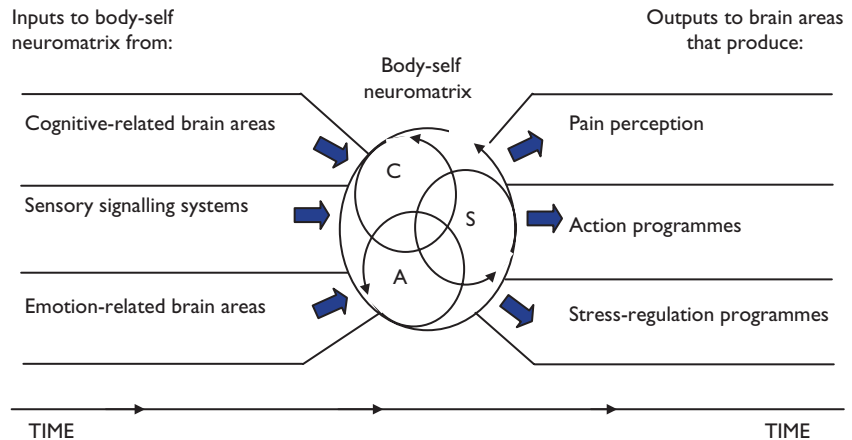 Inputs to body-self
neuromatrix from:
Outputs to brain areas
that produce:
Body-self
neuromatrix
Cognitive-related brain areas
Pain perception
C
Sensory signalling systems
S
Action programmes
A
Emotion-related brain areas
Stress-regulation programmes
TIME
TIME